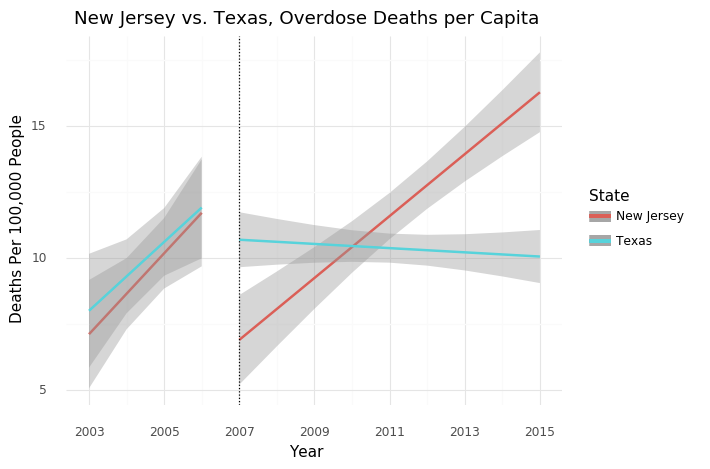 New Jersey vs. Texas, Overdose Deaths per Capita
Deaths Per 100,000 People
15
10
5
2003 2005 2007 2009 2011 2013 2015
Year
State
New Jersey
Texas